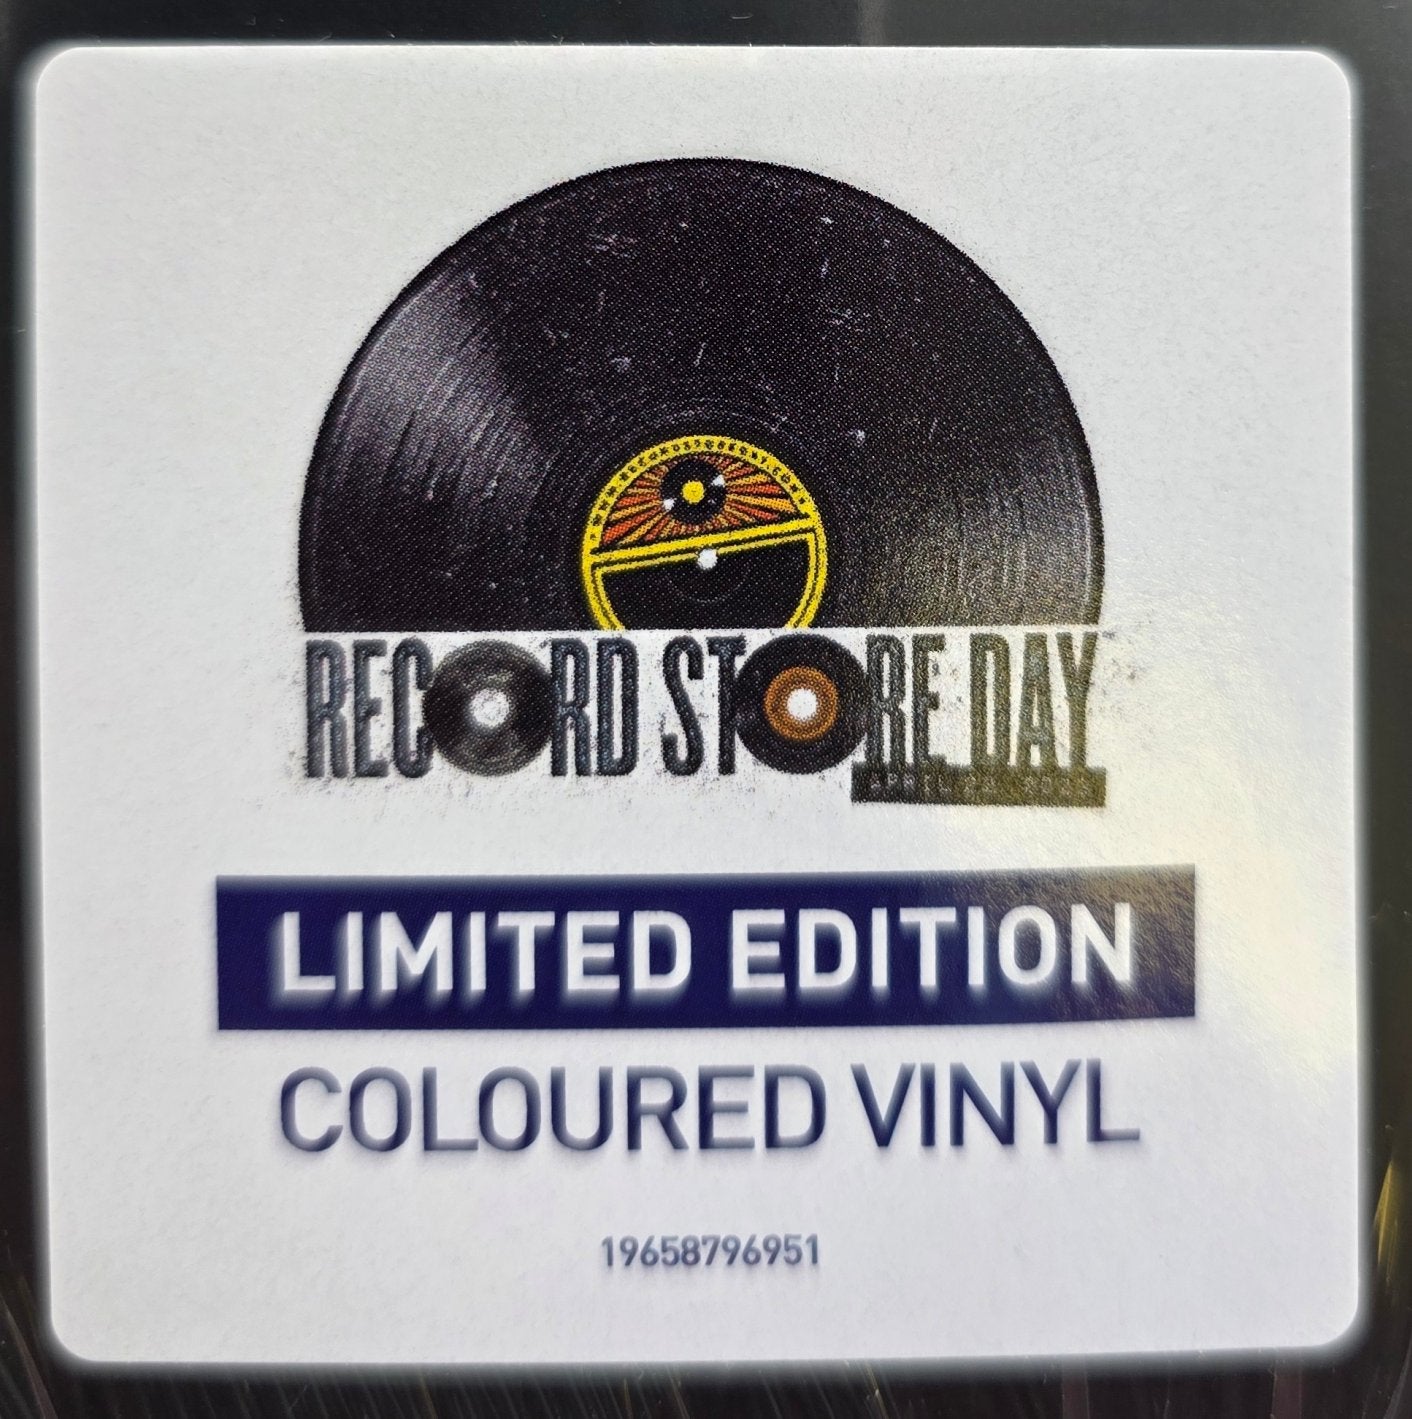 RECORD STORE DAY
LIMITED EDITION
COLOURED VINYL
19658796951